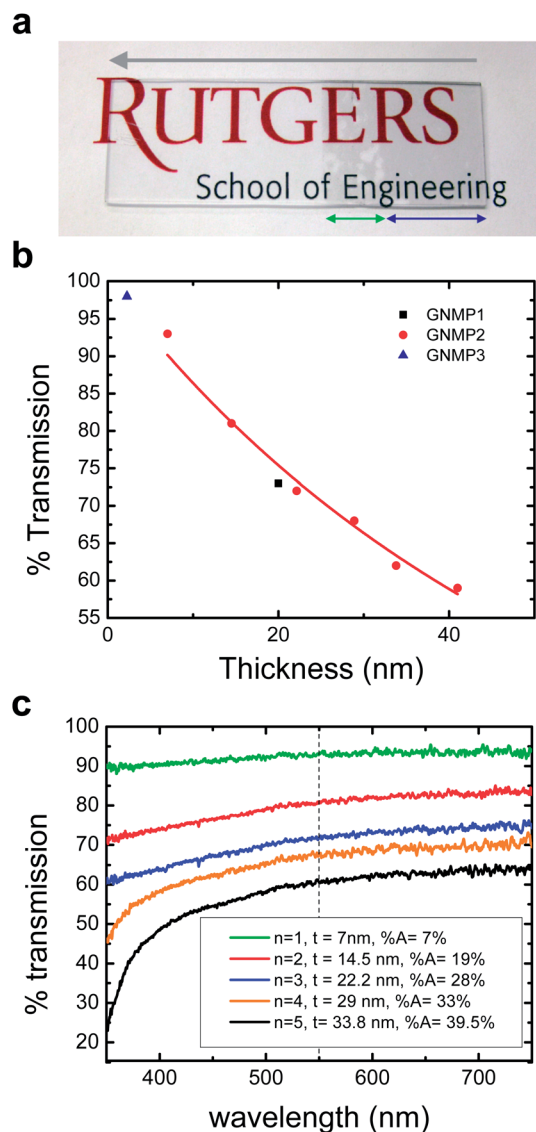 a
RUTGERS
School of Engineering
b
100
95
90
85
80
75
70
65
60
55
% Transmission
GNMP1
GNMP2
GNMP3
0 20 40
Thickness (nm)
c
100
90
80
70
60
50
40
30
20
% transmission
n=1, t = 7nm, %A= 7%
n=2, t = 14.5 nm, %A= 19%
n=3, t = 22.2 nm, %A= 28%
n=4, t = 29 nm, %A= 33%
n=5, t= 33.8 nm, %A= 39.5%
400 500 600 700
wavelength (nm)